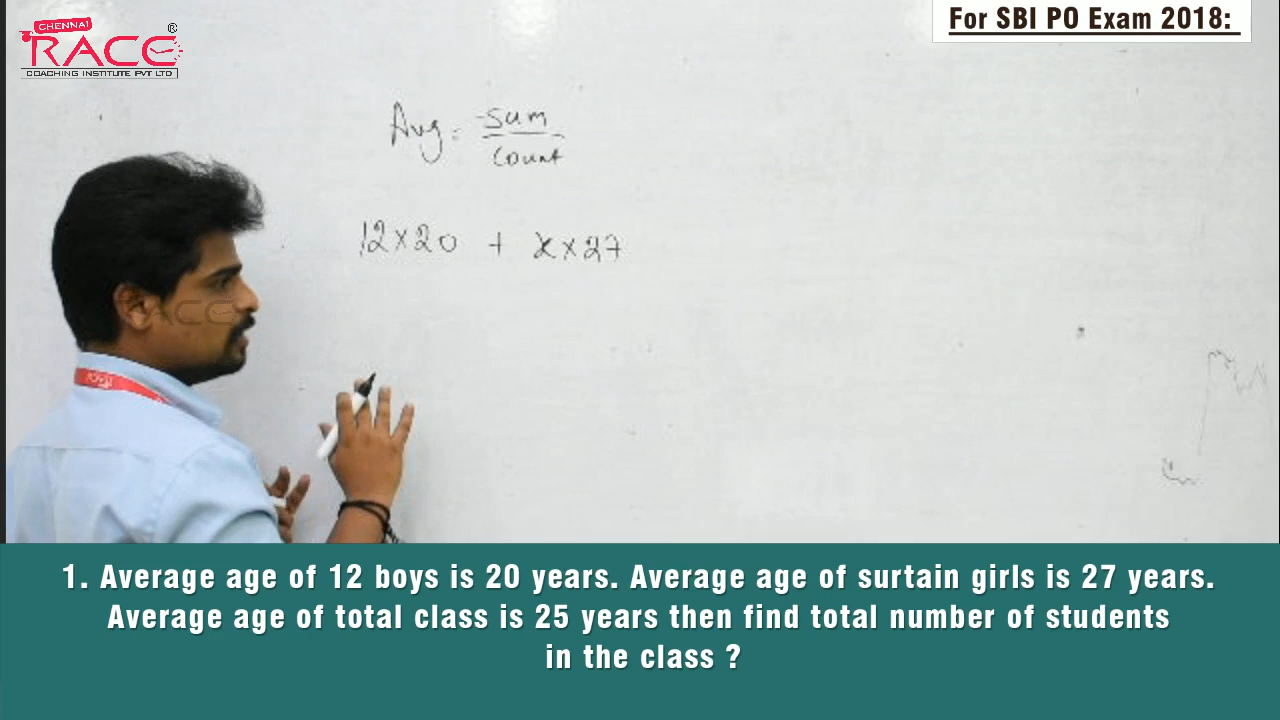 CHENNAI
RACE®
COACHING INSTITUTE PVT LTD
For SBI PO Exam 2018:
Avg = Sum
Count
12×20 + x×27
1. Average age of 12 boys is 20 years. Average age of surtain girls is 27 years.
Average age of total class is 25 years then find total number of students
in the class ?